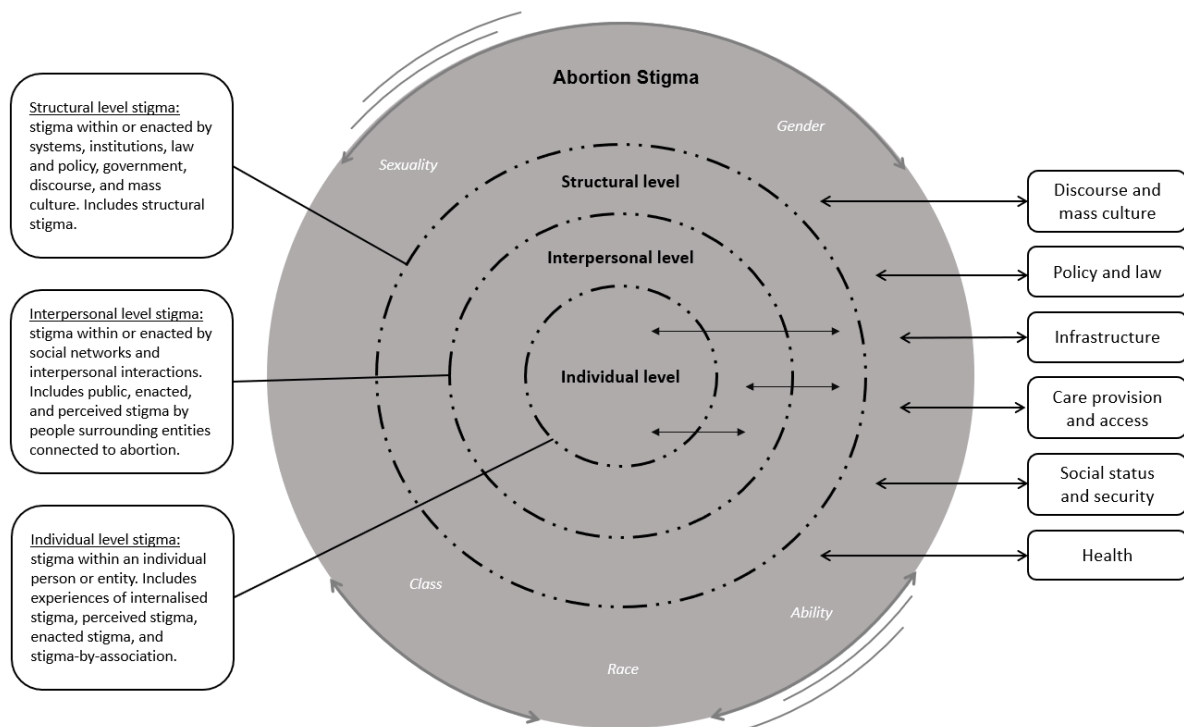 Abortion Stigma
Gender
Sexuality
Structural level
Interpersonal level
Individual level
Class
Ability
Race
Structural level stigma:
stigma within or enacted by
systems, institutions, law
and policy, government,
discourse, and mass
culture. Includes structural
stigma.
Interpersonal level stigma:
stigma within or enacted by
social networks and
interpersonal interactions.
Includes public, enacted,
and perceived stigma by
people surrounding entities
connected to abortion.
Individual level stigma:
stigma within an individual
person or entity. Includes
experiences of internalised
stigma, perceived stigma,
enacted stigma, and
stigma-by-association.
Discourse and
mass culture
Policy and law
Infrastructure
Care provision
and access
Social status
and security
Health